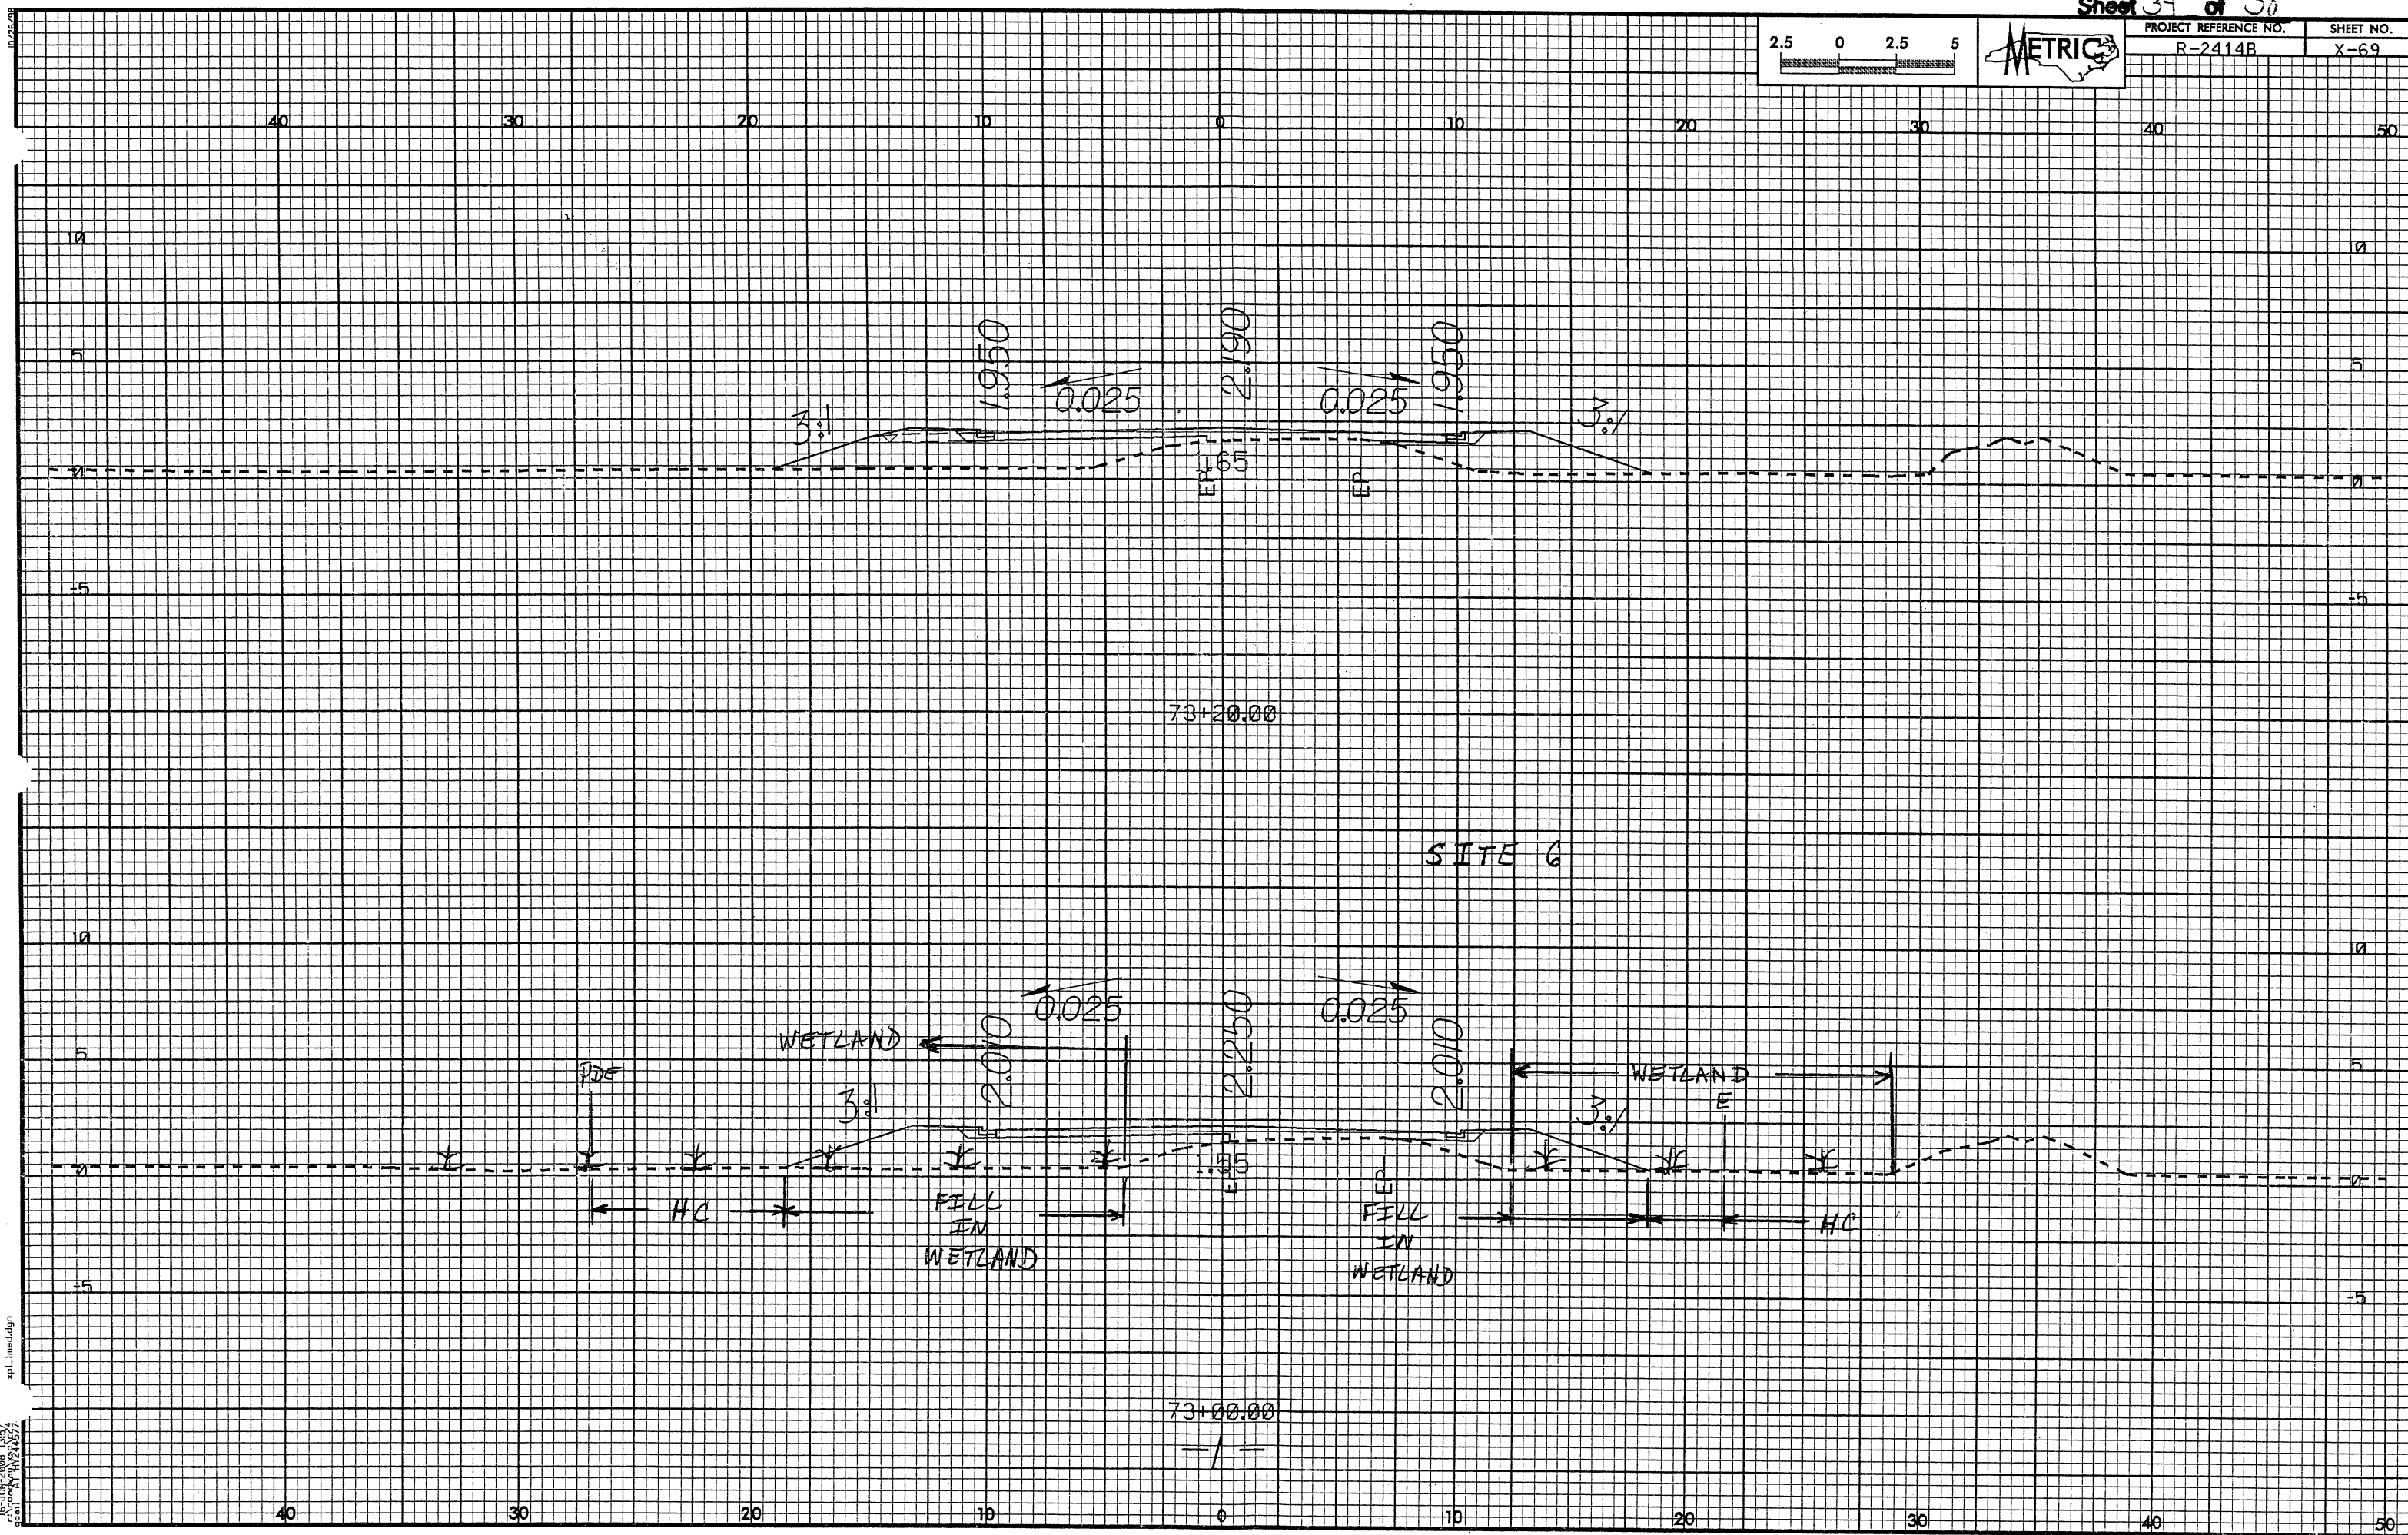 Sheet of
PROJECT REFERENCE NO. SHEET NO.
R-2414B X-69
2.5 0 2.5 5
METRIC
10/26/98
40 30 20 10 0 10 20 30 40 50
10 10
5 5
1.950 2.190 1.950
0.025 0.025
3:1 3:1
0 0
1.65
EP EP
-5 -5
73+20.00
SITE 6
10 10
0.025 0.025
2.010 2.250 2.010
WETLAND
5 5
PDE
WETLAND
E
3:1 3:1
0 0
EP EP
HC FILL IN WETLAND
FILL IN WETLAND HC
-5 -5
73+00.00
-1-
40 30 20 10 0 10 20 30 40 50